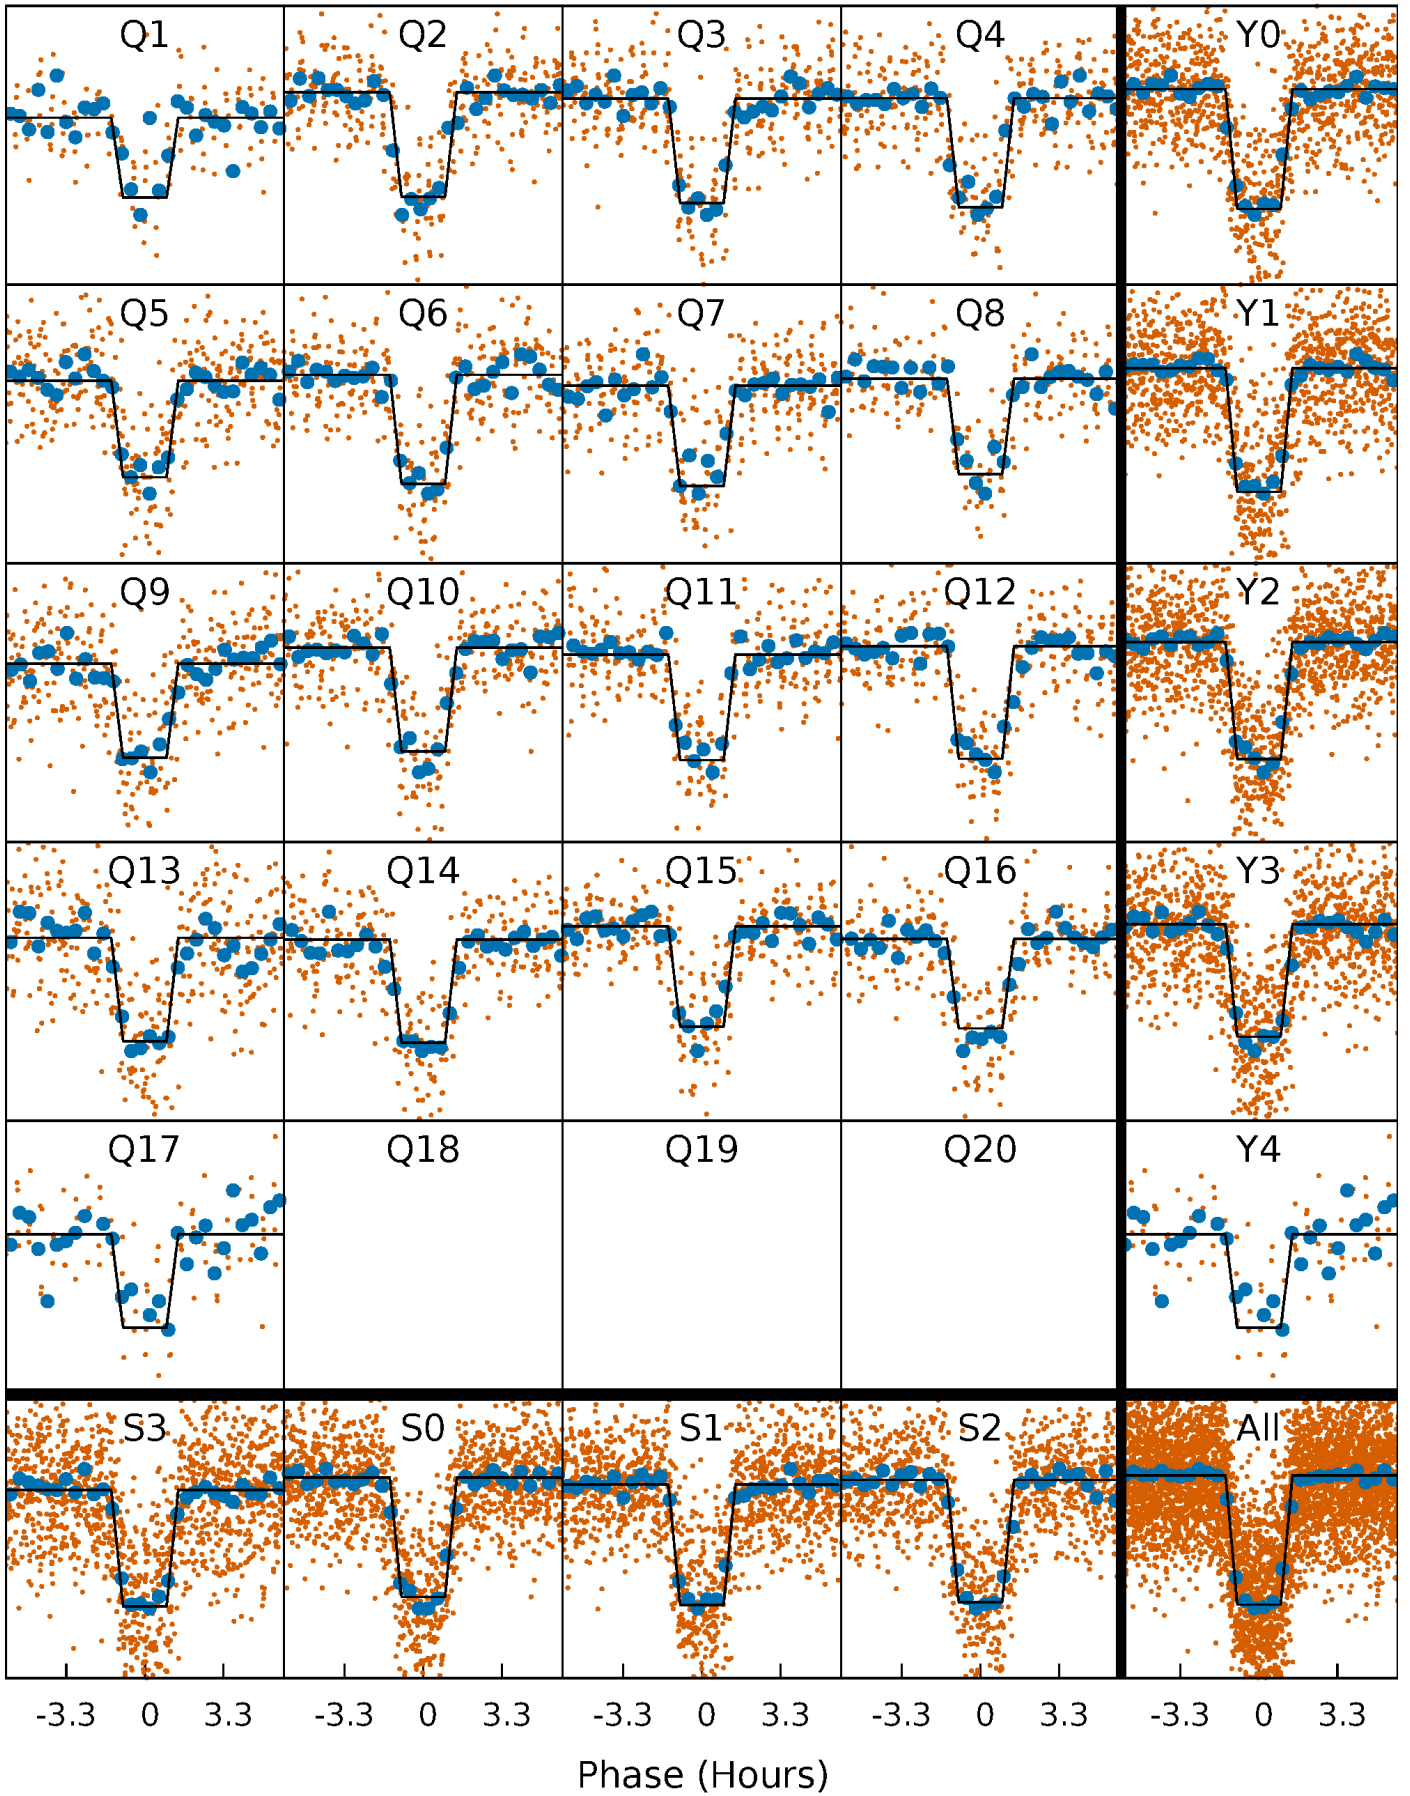 Q1 Q2 Q3 Q4 Y0
Q5 Q6 Q7 Q8 Y1
Q9 Q10 Q11 Q12 Y2
Q13 Q14 Q15 Q16 Y3
Q17 Q18 Q19 Q20 Y4
S3 S0 S1 S2 All
-3.3 0 3.3 -3.3 0 3.3 -3.3 0 3.3 -3.3 0 3.3 -3.3 0 3.3
Phase (Hours)